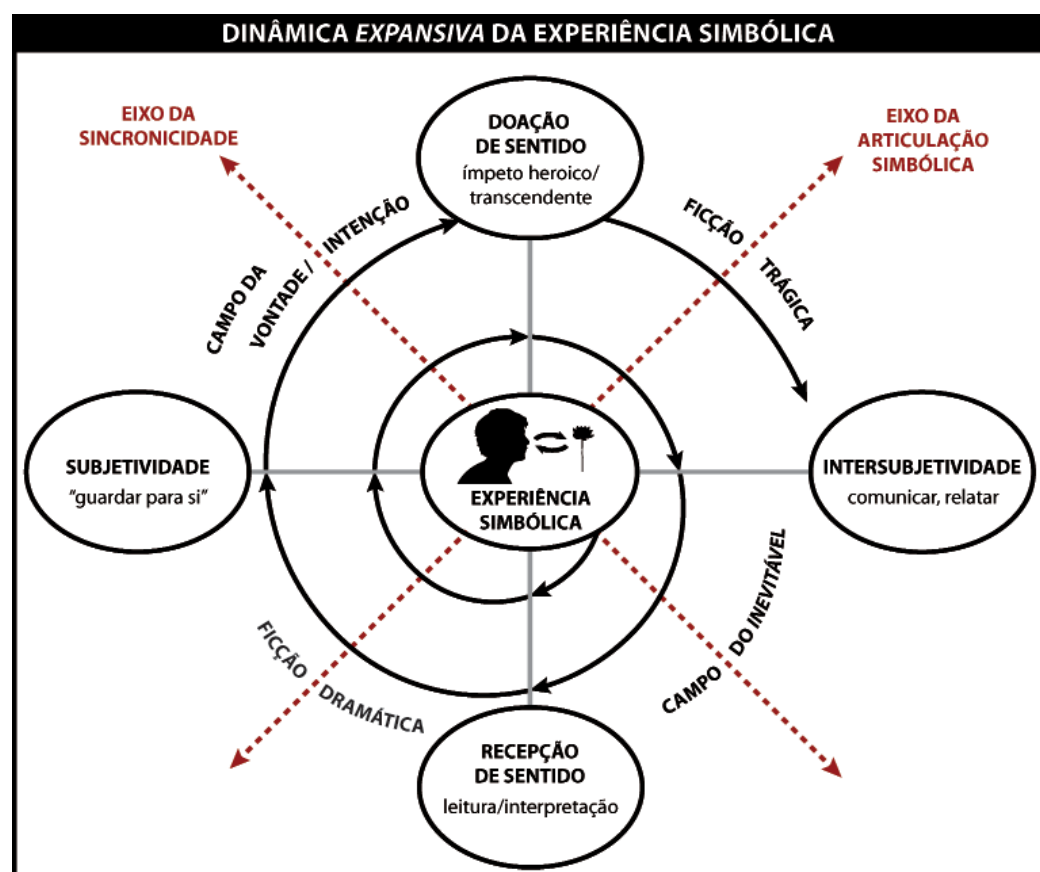 DINÂMICA EXPANSIVA DA EXPERIÊNCIA SIMBÓLICA
EIXO DA
SINCRONICIDADE
DOAÇÃO
DE SENTIDO
ímpeto heroico/
transcendente
EIXO DA
ARTICULAÇÃO
SIMBÓLICA
CAMPO DA
VONTADE / INTENÇÃO
FICÇÃO
TRÁGICA
SUBJETIVIDADE
"guardar para si"
EXPERIÊNCIA
SIMBÓLICA
INTERSUBJETIVIDADE
comunicar, relatar
FICÇÃO
DRAMÁTICA
CAMPO DO INEVITÁVEL
RECEPÇÃO
DE SENTIDO
leitura/interpretação